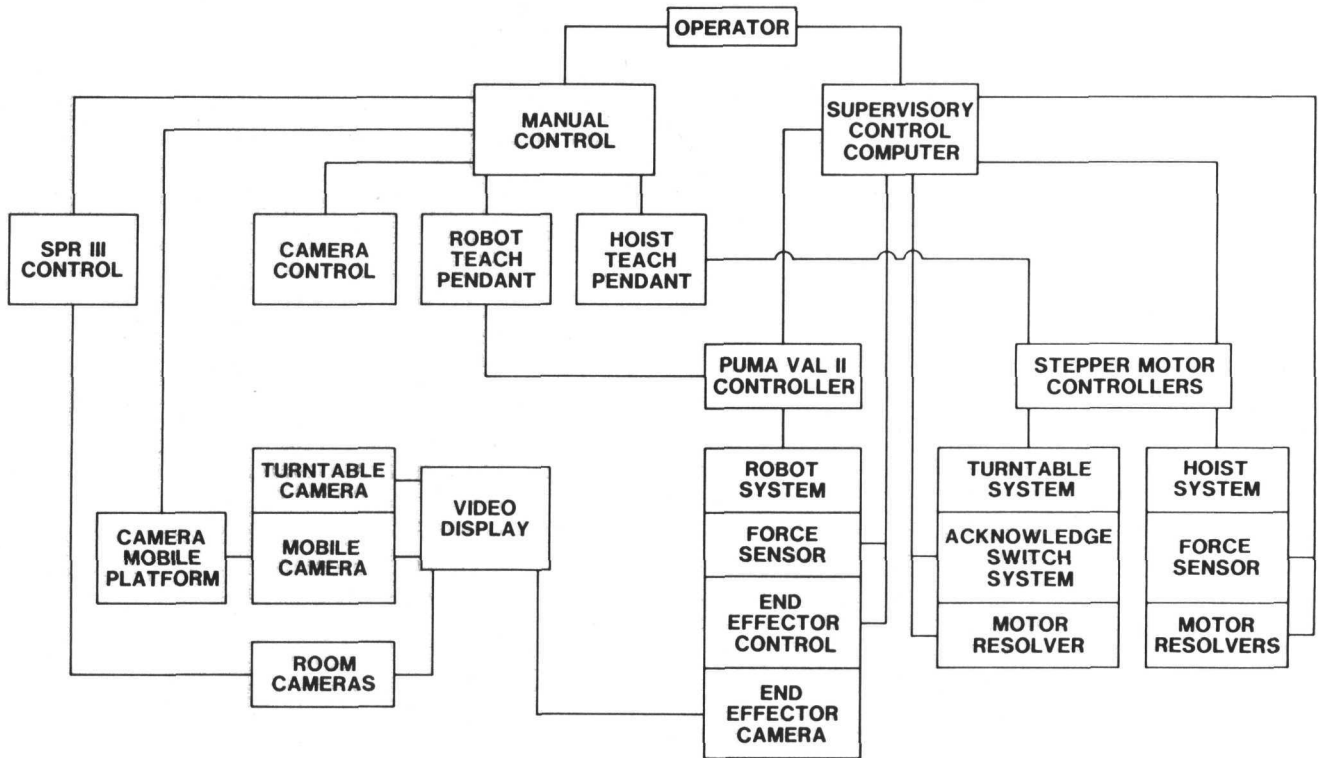 OPERATOR
MANUAL
CONTROL
SUPERVISORY
CONTROL
COMPUTER
SPR III
CONTROL
CAMERA
CONTROL
ROBOT
TEACH
PENDANT
HOIST
TEACH
PENDANT
PUMA VAL II
CONTROLLER
STEPPER MOTOR
CONTROLLERS
TURNTABLE
CAMERA
VIDEO
DISPLAY
CAMERA
MOBILE
PLATFORM
MOBILE
CAMERA
ROOM
CAMERAS
ROBOT
SYSTEM
FORCE
SENSOR
END
EFFECTOR
CONTROL
END
EFFECTOR
CAMERA
TURNTABLE
SYSTEM
ACKNOWLEDGE
SWITCH
SYSTEM
MOTOR
RESOLVER
HOIST
SYSTEM
FORCE
SENSOR
MOTOR
RESOLVERS